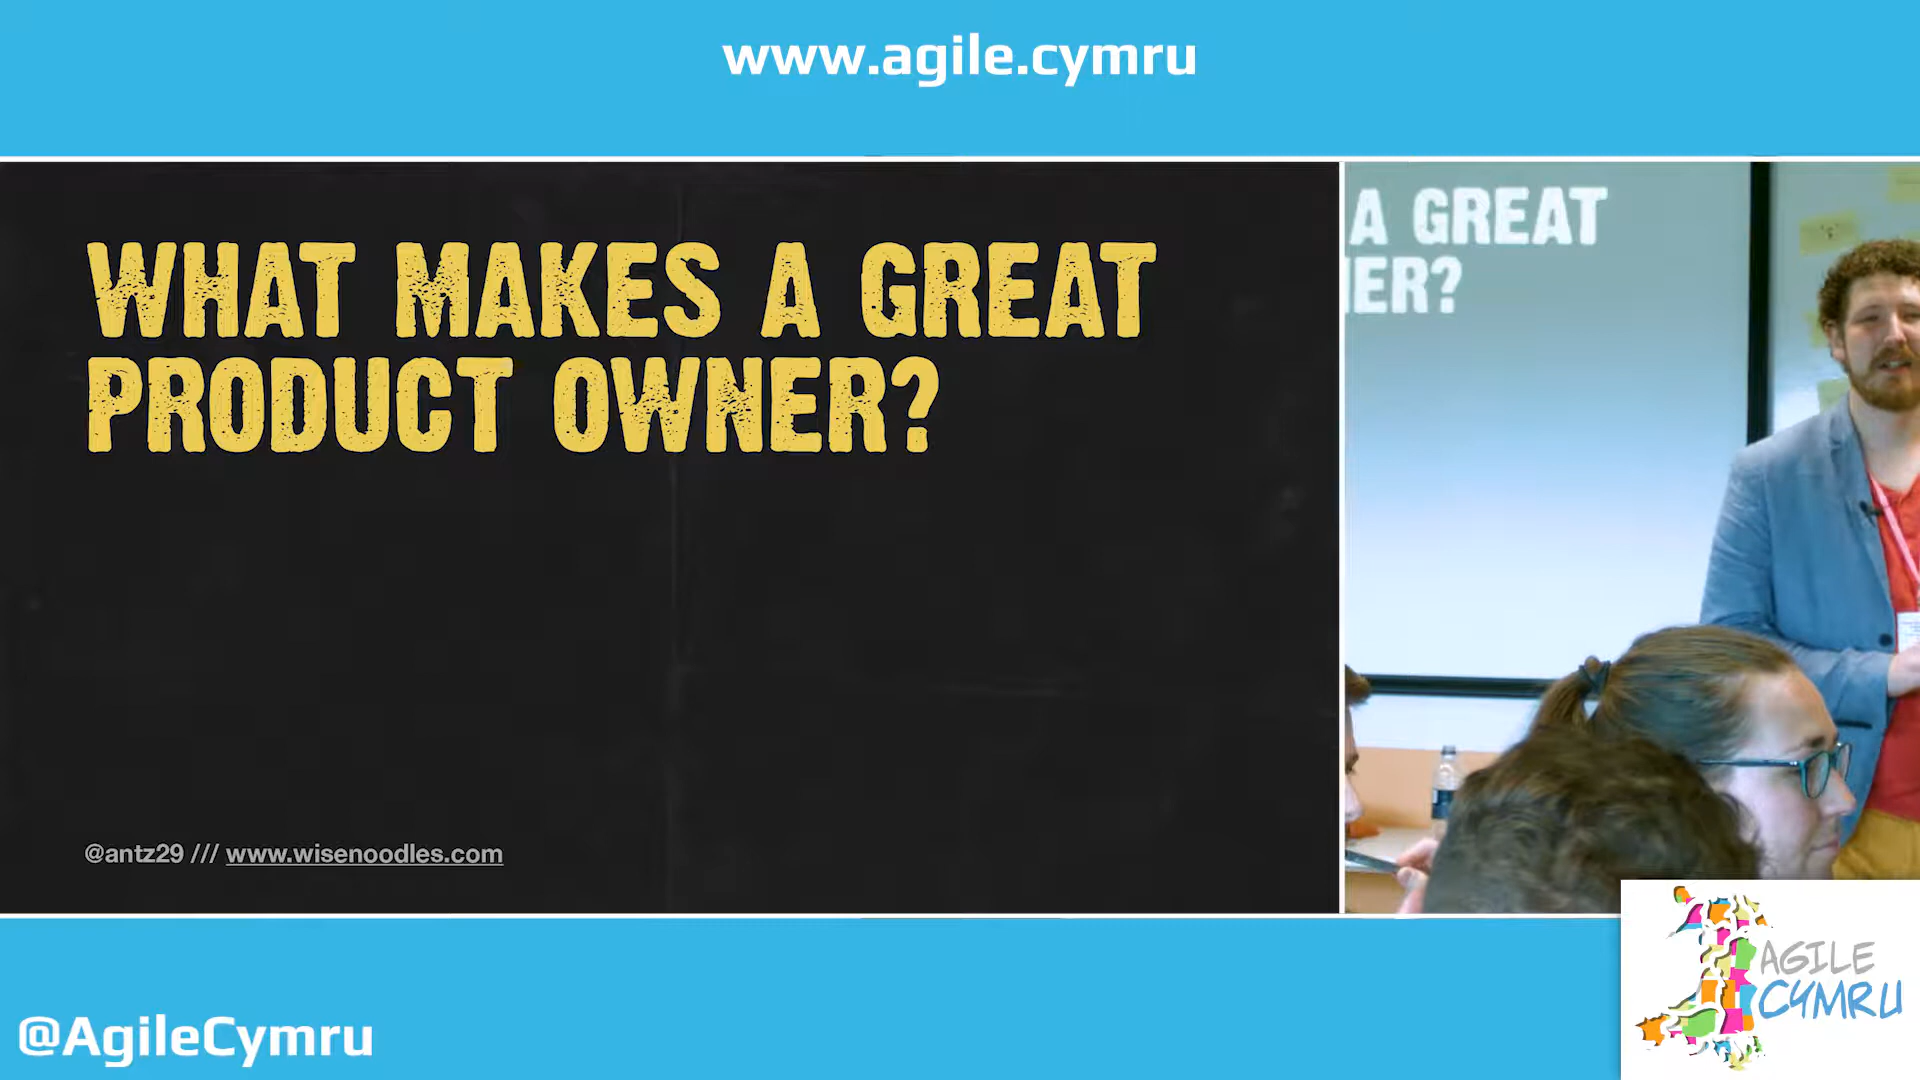 www.agile.cymru
WHAT MAKES A GREAT
PRODUCT OWNER?
@antz29 /// www.wisenoodles.com
A GREAT
ER?
@AgileCymru
AGILE
CYMRU